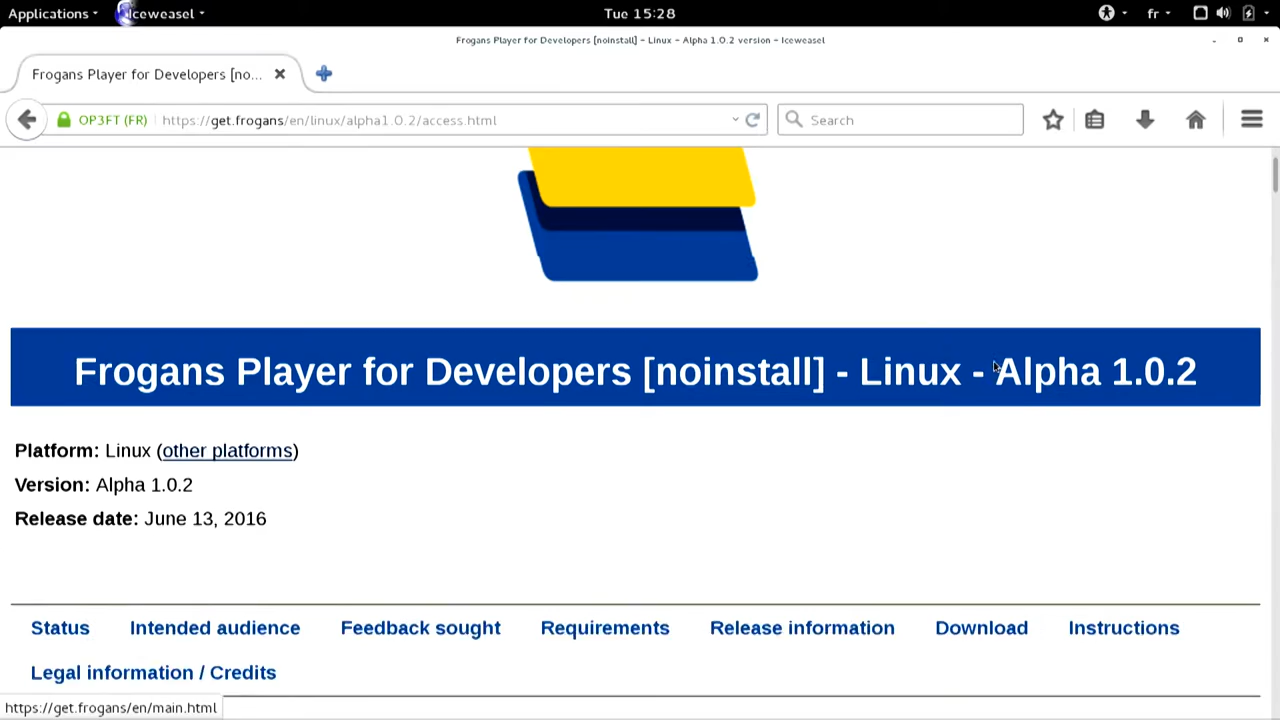 Applications
Iceweasel
Tue 15:28
fr
Frogans Player for Developers [noinstall] – Linux – Alpha 1.0.2 version – Iceweasel
Frogans Player for Developers [no...
OP3FT (FR)
https://get.frogans/en/linux/alpha1.0.2/access.html
Search
Frogans Player for Developers [noinstall] - Linux - Alpha 1.0.2
Platform: Linux (other platforms)
Version: Alpha 1.0.2
Release date: June 13, 2016
Status Intended audience Feedback sought Requirements Release information Download Instructions
Legal information / Credits
https://get.frogans/en/main.html